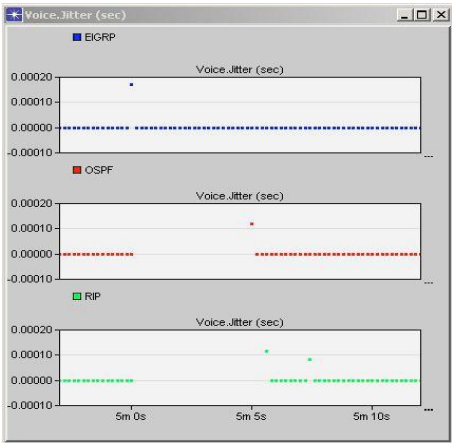 Voice.Jitter (sec)
EIGRP
Voice.Jitter (sec)
0.00020
0.00010
0.00000
-0.00010
...
OSPF
Voice.Jitter (sec)
0.00020
0.00010
0.00000
-0.00010
...
RIP
Voice.Jitter (sec)
0.00020
0.00010
0.00000
-0.00010
...
5m 0s 5m 5s 5m 10s